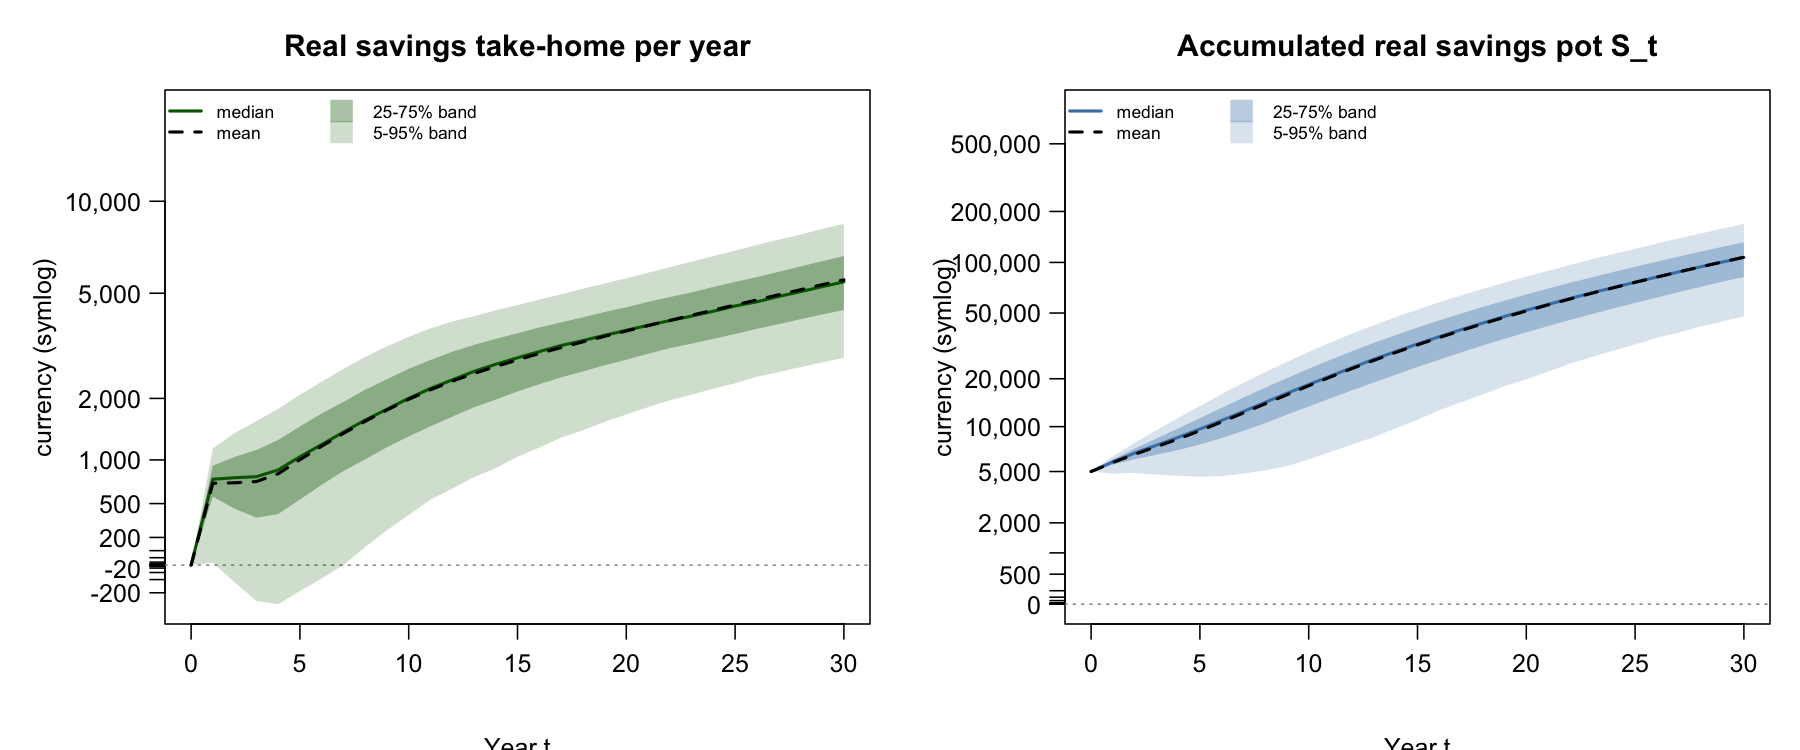 Real savings take-home per year
median
mean
25-75% band
5-95% band
currency (symlog)
10,000
5,000
2,000
1,000
500
200
-20
-200
0 5 10 15 20 25 30
Year t
Accumulated real savings pot S_t
median
mean
25-75% band
5-95% band
currency (symlog)
500,000
200,000
100,000
50,000
20,000
10,000
5,000
2,000
500
0
0 5 10 15 20 25 30
Year t